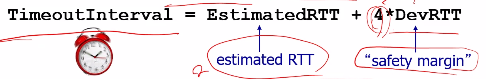 TimeoutInterval = EstimatedRTT + 4*DevRTT
estimated RTT
"safety margin"